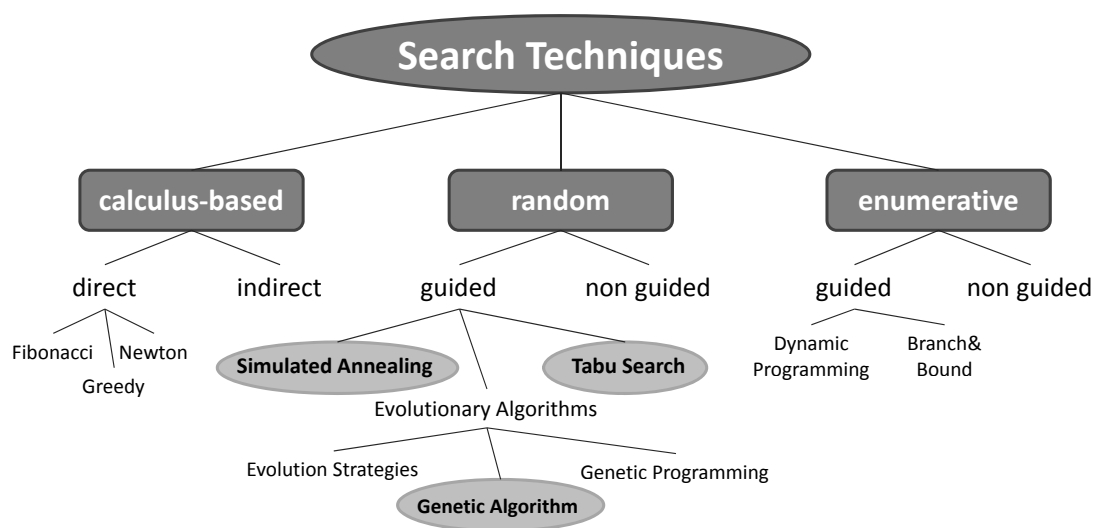 Search Techniques
calculus-based
random
enumerative
direct
indirect
guided
non guided
guided
non guided
Fibonacci
Newton
Greedy
Simulated Annealing
Tabu Search
Dynamic
Programming
Branch&
Bound
Evolutionary Algorithms
Evolution Strategies
Genetic Programming
Genetic Algorithm